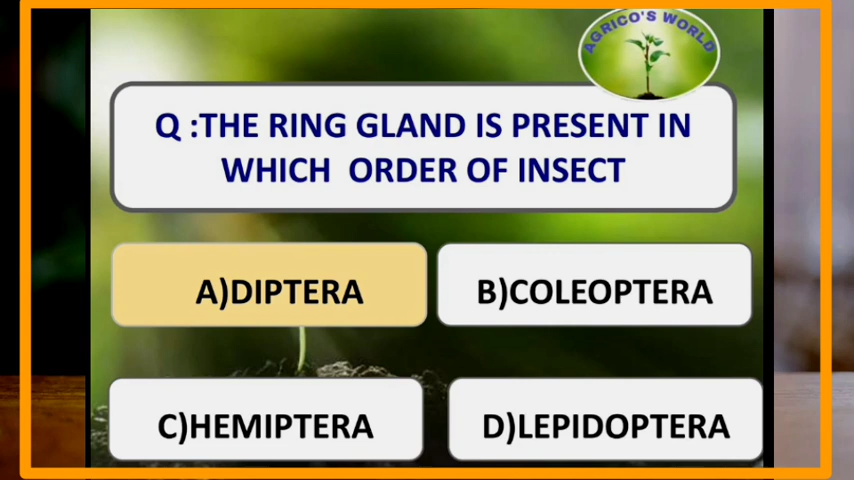 AGRICO'S WORLD
Q :THE RING GLAND IS PRESENT IN
WHICH ORDER OF INSECT
A)DIPTERA
B)COLEOPTERA
C)HEMIPTERA
D)LEPIDOPTERA